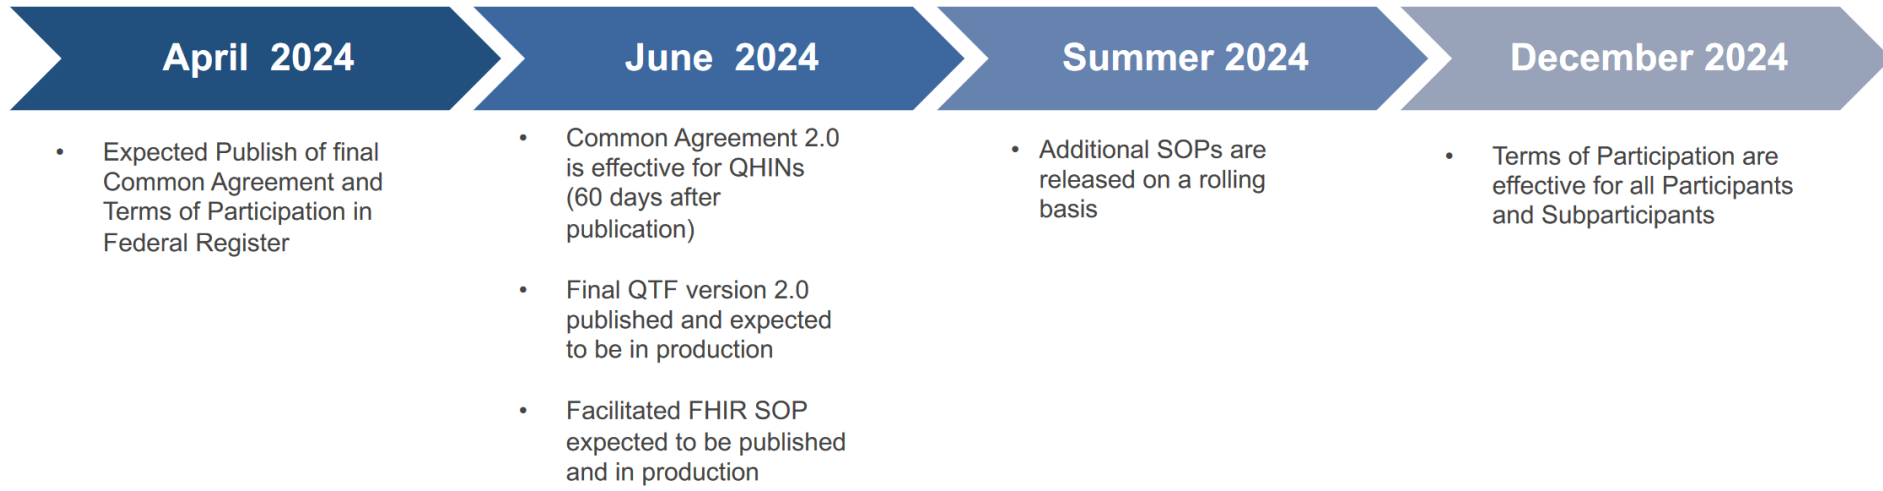 April 2024
• Expected Publish of final
Common Agreement and
Terms of Participation in
Federal Register
June 2024
• Common Agreement 2.0
is effective for QHINs
(60 days after
publication)
• Final QTF version 2.0
published and expected
to be in production
• Facilitated FHIR SOP
expected to be published
and in production
Summer 2024
• Additional SOPs are
released on a rolling
basis
December 2024
• Terms of Participation are
effective for all Participants
and Subparticipants